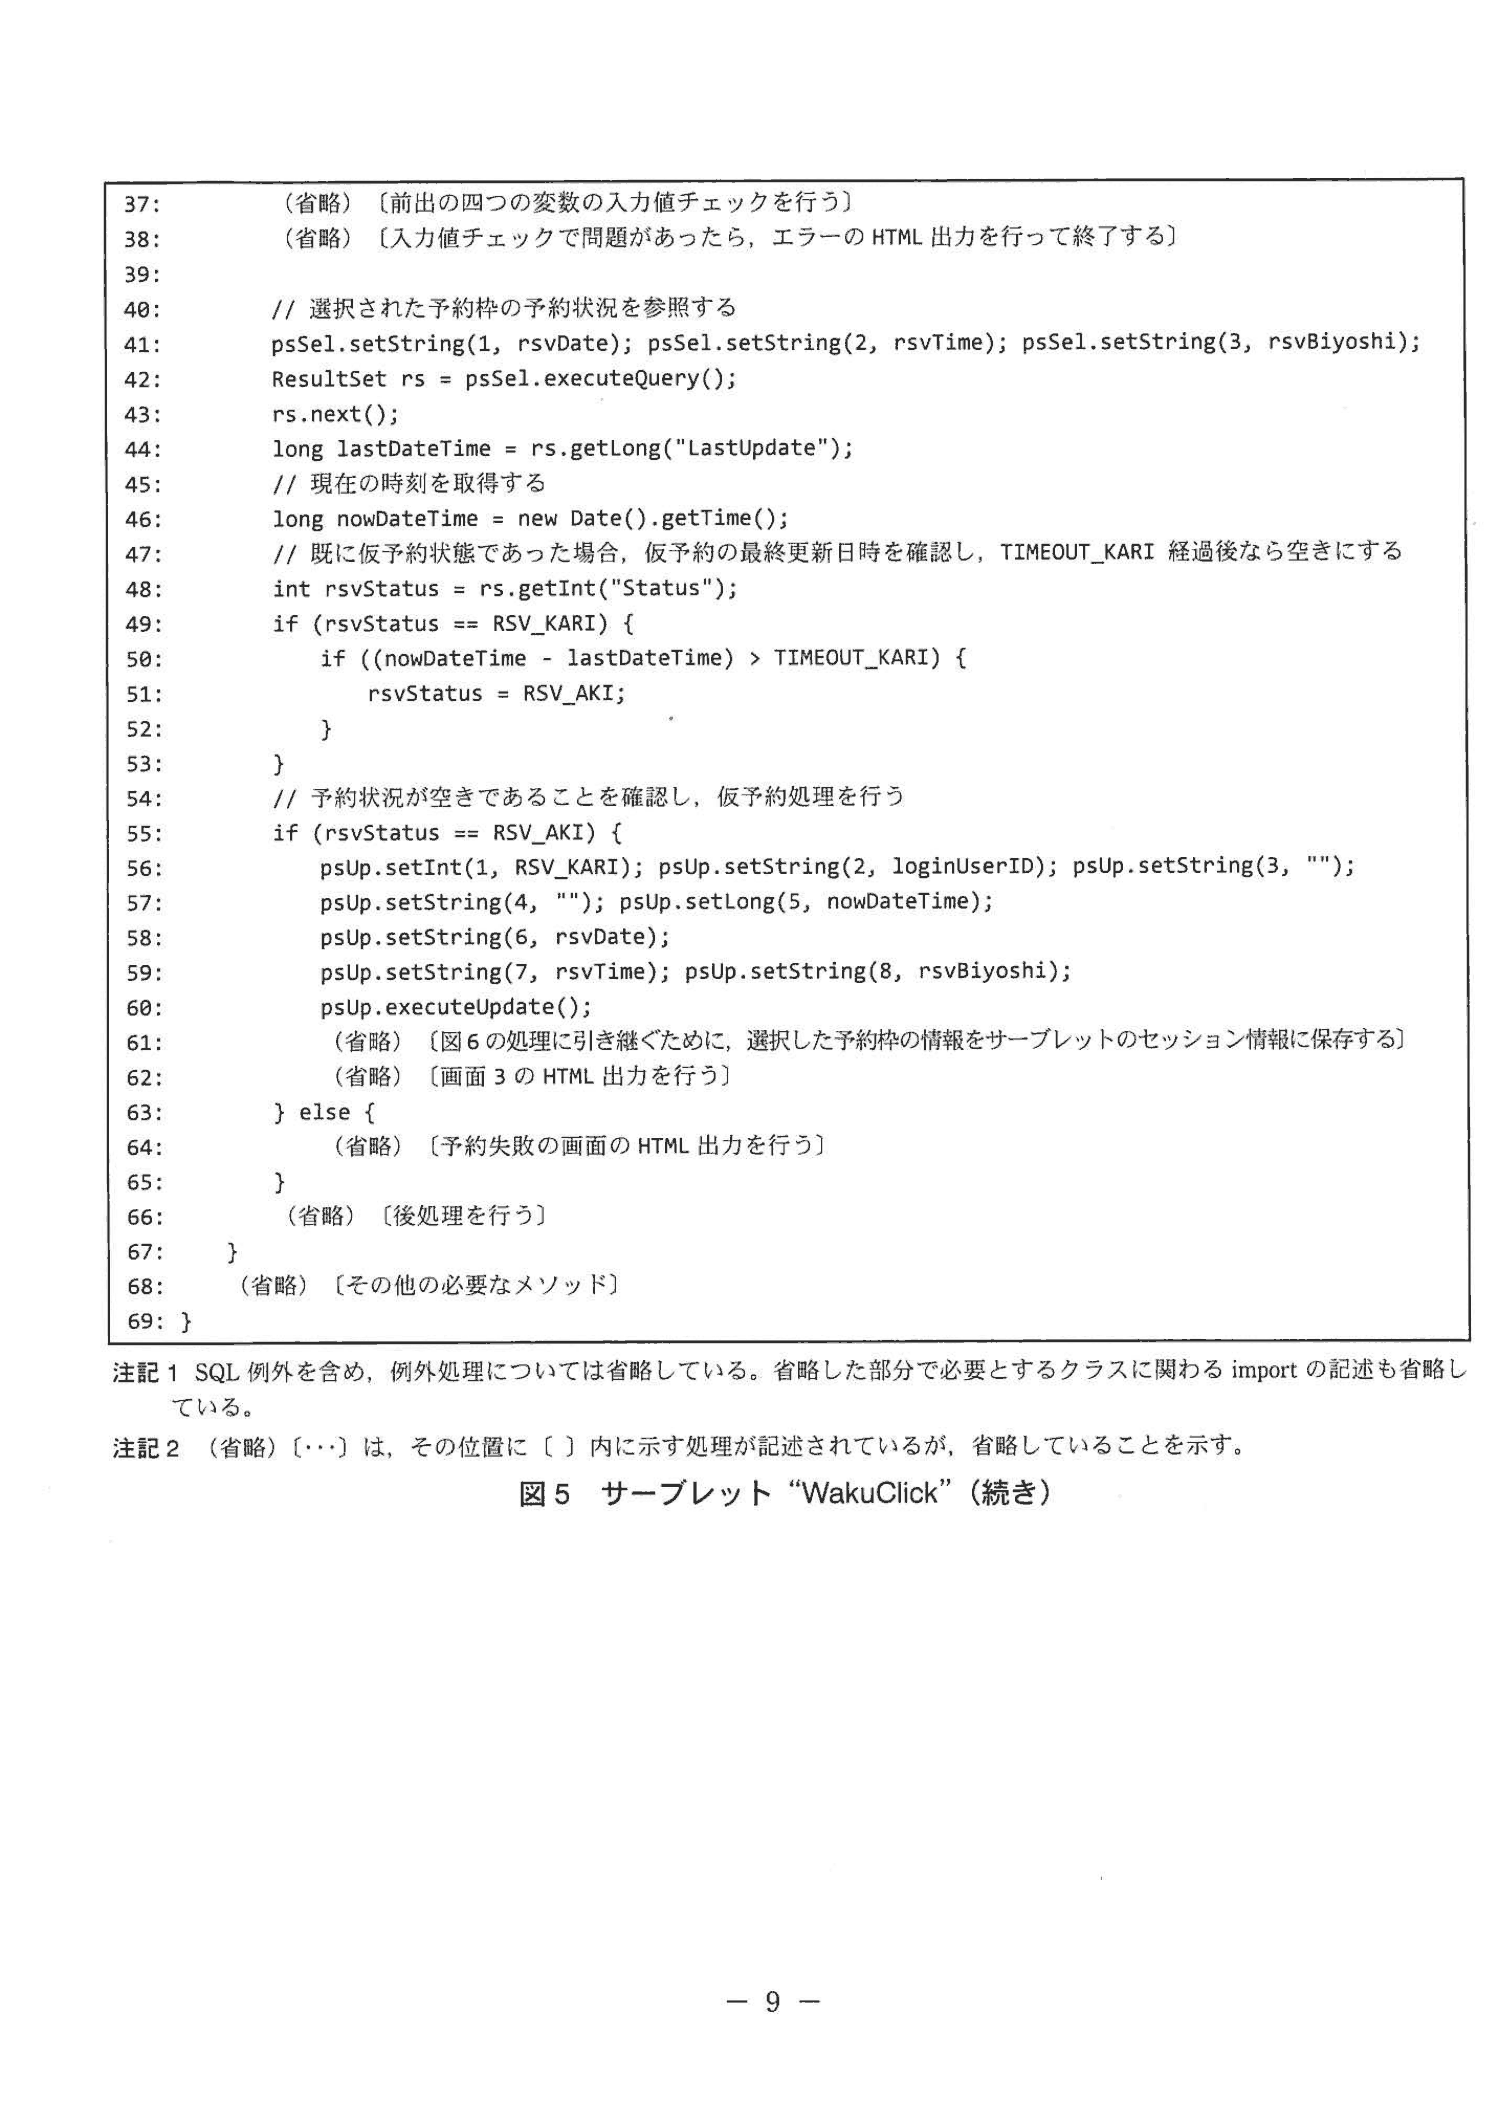 37:　　　　（省略）〔前出の四つの変数の入力値チェックを行う〕
38:　　　　（省略）〔入力値チェックで問題があったら，エラーの HTML 出力を行って終了する〕
39:
40:　　　　// 選択された予約枠の予約状況を参照する
41:　　　　psSel.setString(1, rsvDate); psSel.setString(2, rsvTime); psSel.setString(3, rsvBiyoshi);
42:　　　　ResultSet rs = psSel.executeQuery();
43:　　　　rs.next();
44:　　　　long lastDateTime = rs.getLong("LastUpdate");
45:　　　　// 現在の時刻を取得する
46:　　　　long nowDateTime = new Date().getTime();
47:　　　　// 既に仮予約状態であった場合，仮予約の最終更新日時を確認し，TIMEOUT_KARI 経過後なら空きにする
48:　　　　int rsvStatus = rs.getInt("Status");
49:　　　　if (rsvStatus == RSV_KARI) {
50:　　　　　　if ((nowDateTime - lastDateTime) > TIMEOUT_KARI) {
51:　　　　　　　　rsvStatus = RSV_AKI;
52:　　　　　　}
53:　　　　}
54:　　　　// 予約状況が空きであることを確認し，仮予約処理を行う
55:　　　　if (rsvStatus == RSV_AKI) {
56:　　　　　　psUp.setInt(1, RSV_KARI); psUp.setString(2, loginUserID); psUp.setString(3, "");
57:　　　　　　psUp.setString(4, ""); psUp.setLong(5, nowDateTime);
58:　　　　　　psUp.setString(6, rsvDate);
59:　　　　　　psUp.setString(7, rsvTime); psUp.setString(8, rsvBiyoshi);
60:　　　　　　psUp.executeUpdate();
61:　　　　　　（省略）〔図 6 の処理に引き継ぐために，選択した予約枠の情報をサーブレットのセッション情報に保存する〕
62:　　　　　　（省略）〔画面 3 の HTML 出力を行う〕
63:　　　　} else {
64:　　　　　　（省略）〔予約失敗の画面の HTML 出力を行う〕
65:　　　　}
66:　　　　（省略）〔後処理を行う〕
67:　　}
68:　　（省略）〔その他の必要なメソッド〕
69: }
注記 1 SQL 例外を含め，例外処理については省略している。省略した部分で必要とするクラスに関わる import の記述も省略し
ている。
注記 2 （省略）〔･･･〕は，その位置に〔 〕内に示す処理が記述されているが，省略していることを示す。
図 5　サーブレット “WakuClick”（続き）
－ 9 －